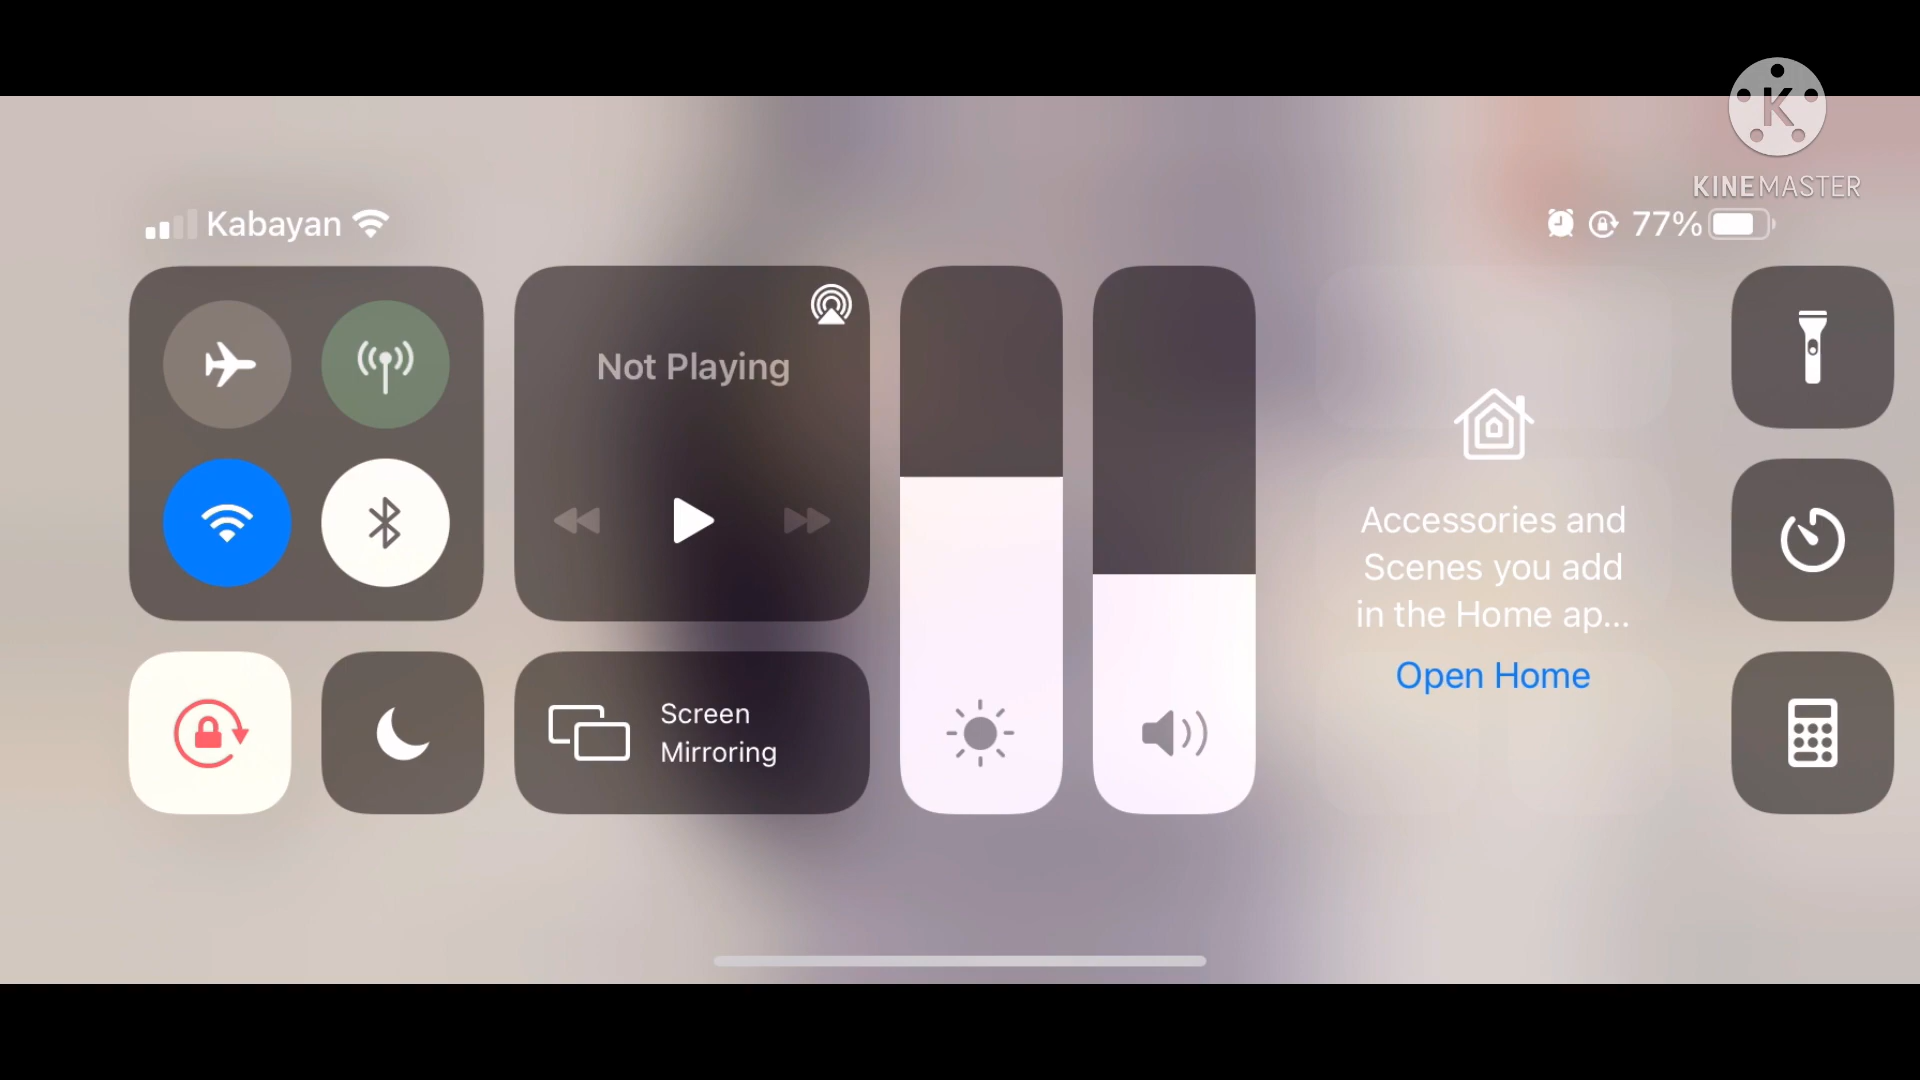 KINEMASTER
Kabayan
77%
Not Playing
Accessories and
Scenes you add
in the Home ap...
Open Home
Screen
Mirroring